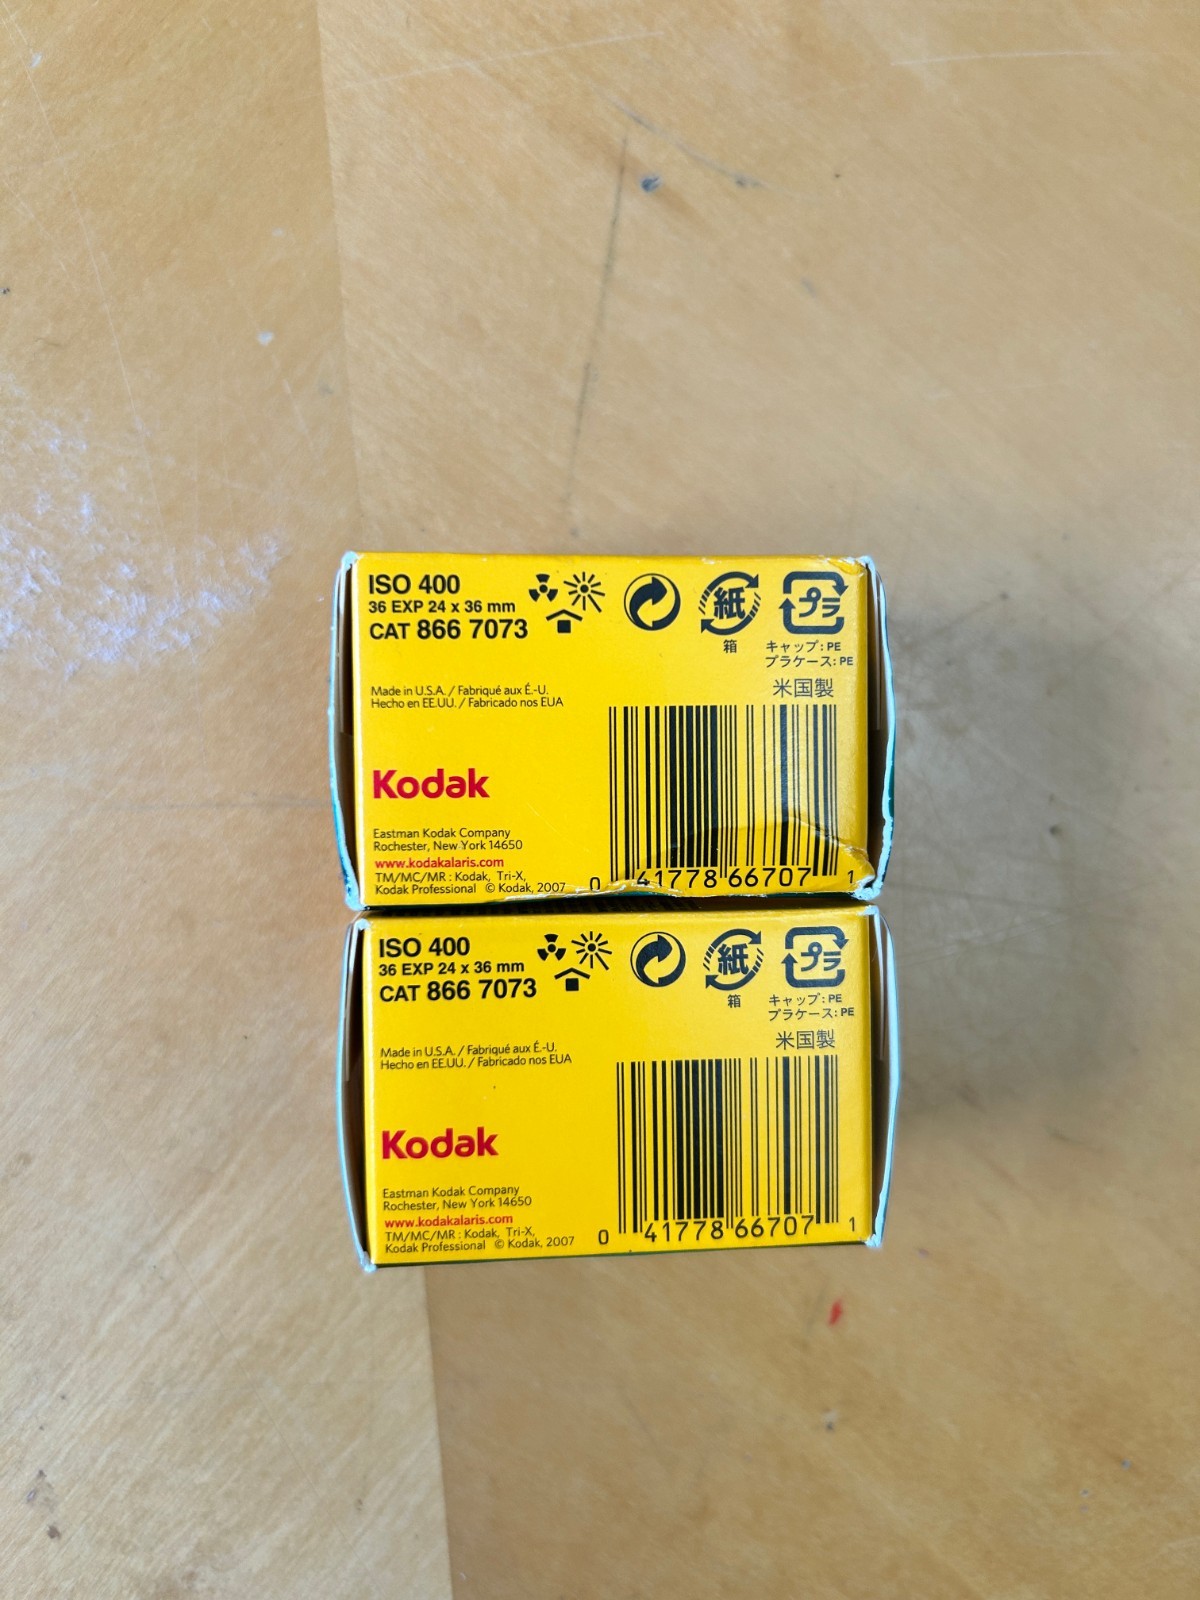 ISO 400
36 EXP 24 x 36 mm
CAT 866 7073
紙
箱
プラ
キャップ: PE
プラケース: PE
米国製
Made in U.S.A. / Fabriqué aux É.-U.
Hecho en EE.UU. / Fabricado nos EUA
Kodak
Eastman Kodak Company
Rochester, New York 14650
www.kodakalaris.com
TM/MC/MR : Kodak, Tri-X,
Kodak Professional © Kodak, 2007
0 41778 66707 1
ISO 400
36 EXP 24 x 36 mm
CAT 866 7073
紙
箱
プラ
キャップ: PE
プラケース: PE
米国製
Made in U.S.A. / Fabriqué aux É.-U.
Hecho en EE.UU. / Fabricado nos EUA
Kodak
Eastman Kodak Company
Rochester, New York 14650
www.kodakalaris.com
TM/MC/MR : Kodak, Tri-X,
Kodak Professional © Kodak, 2007
0 41778 66707 1